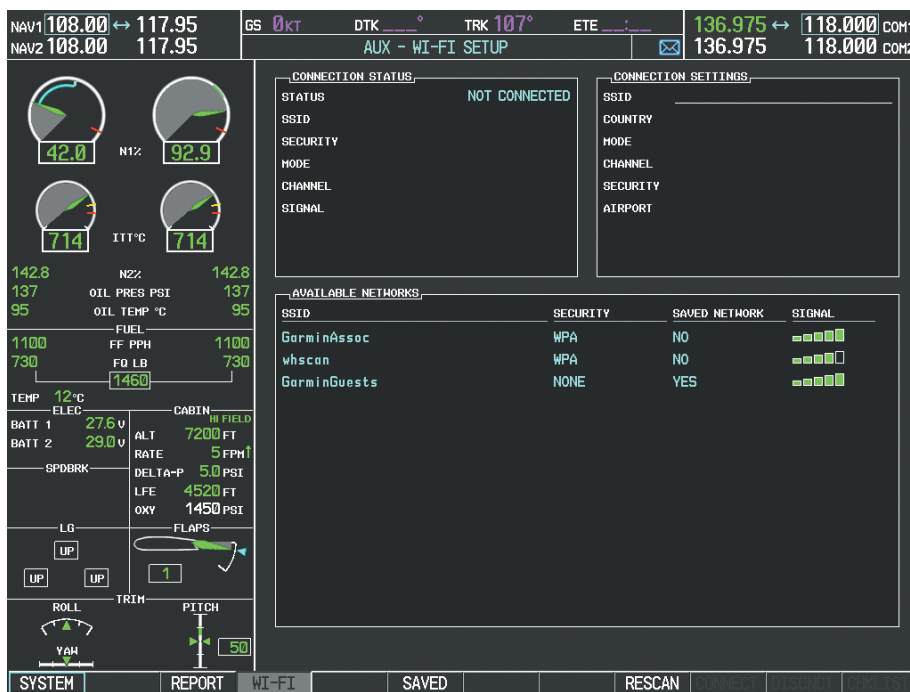 NAV1 108.00 ↔ 117.95
NAV2 108.00 117.95
GS 0KT DTK ___° TRK 107° ETE __:__
AUX - WI-FI SETUP
136.975 ↔ 118.000 COM1
136.975 118.000 COM2
42.0 N1% 92.9
714 ITT°C 714
142.8 N2% 142.8
137 OIL PRES PSI 137
95 OIL TEMP °C 95
FUEL
1100 FF PPH 1100
730 FQ LB 730
1460
TEMP 12°C
ELEC
BATT 1 27.6 V
BATT 2 29.0 V
CABIN
HI FIELD
ALT 7200 FT
RATE 5 FPM↑
DELTA-P 5.0 PSI
LFE 4520 FT
OXY 1450 PSI
SPDBRK
LG
UP
UP UP
FLAPS
1
TRIM
ROLL PITCH
YAW 50
CONNECTION STATUS
STATUS NOT CONNECTED
SSID
SECURITY
MODE
CHANNEL
SIGNAL
CONNECTION SETTINGS
SSID
COUNTRY
MODE
CHANNEL
SECURITY
AIRPORT
AVAILABLE NETWORKS
SSID SECURITY SAVED NETWORK SIGNAL
GarminAssoc WPA NO
whscan WPA NO
GarminGuests NONE YES
SYSTEM REPORT WI-FI SAVED RESCAN CONNECT DISCNCT CHKLIST